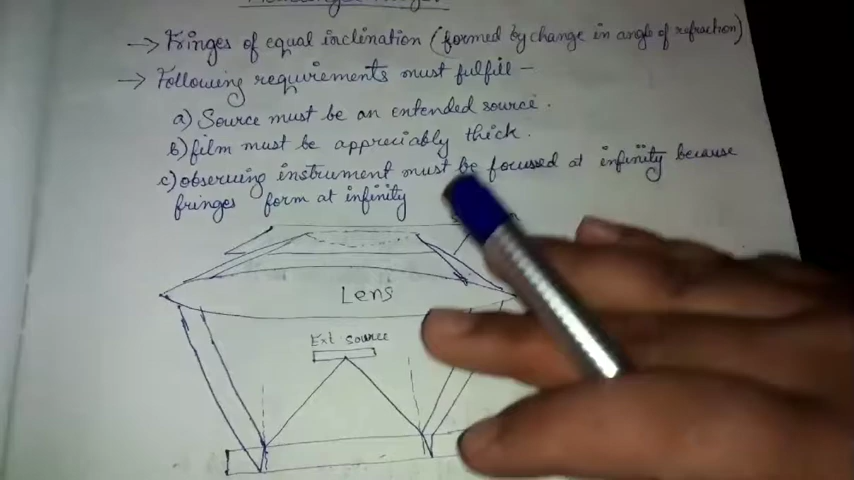 → Fringes of equal inclination (formed by change in angle of refraction)
→ Following requirements must fulfill -
a) Source must be an entended source.
b) film must be appreciably thick.
c) observing instrument must be focussed at infinity because
fringes form at infinity
Lens
Ext source